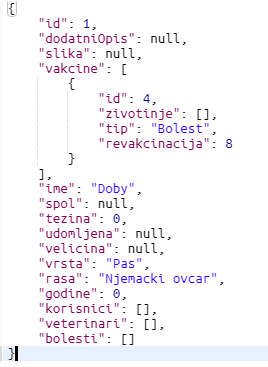 {
    "id": 1,
    "dodatniOpis": null,
    "slika": null,
    "vakcine": [
        {
            "id": 4,
            "zivotinje": [],
            "tip": "Bolest",
            "revakcinacija": 8
        }
    ],
    "ime": "Doby",
    "spol": null,
    "tezina": 0,
    "udomljena": null,
    "velicina": null,
    "vrsta": "Pas",
    "rasa": "Njemacki ovcar",
    "godine": 0,
    "korisnici": [],
    "veterinari": [],
    "bolesti": []
}